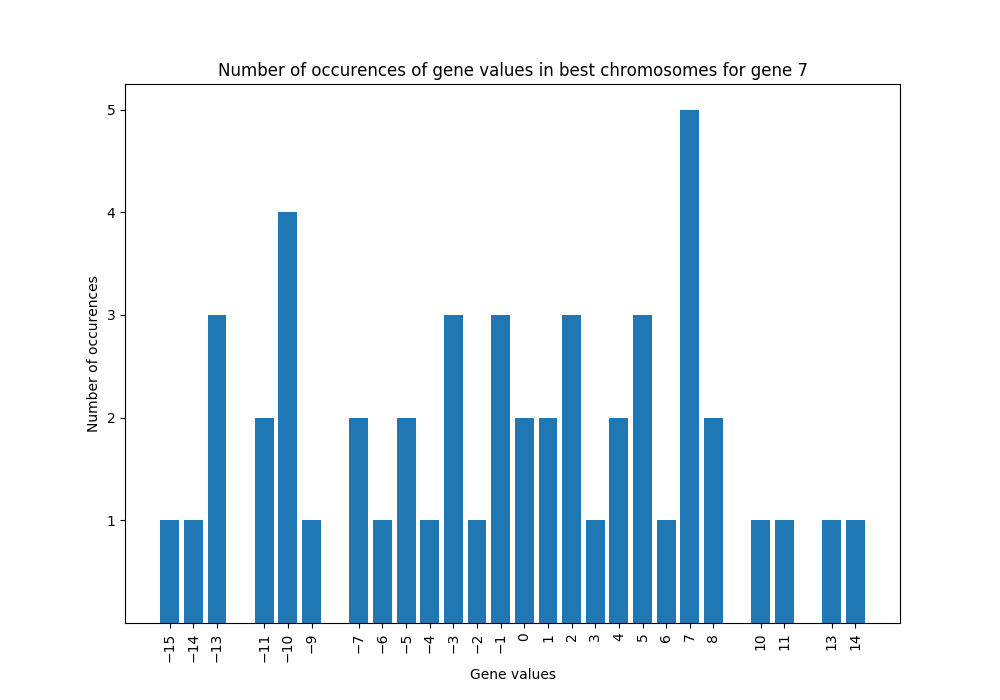 Number of occurences of gene values in best chromosomes for gene 7
5
4
3
2
1
Number of occurences
−15 −14 −13 −11 −10 −9 −7 −6 −5 −4 −3 −2 −1 0 1 2 3 4 5 6 7 8 10 11 13 14
Gene values